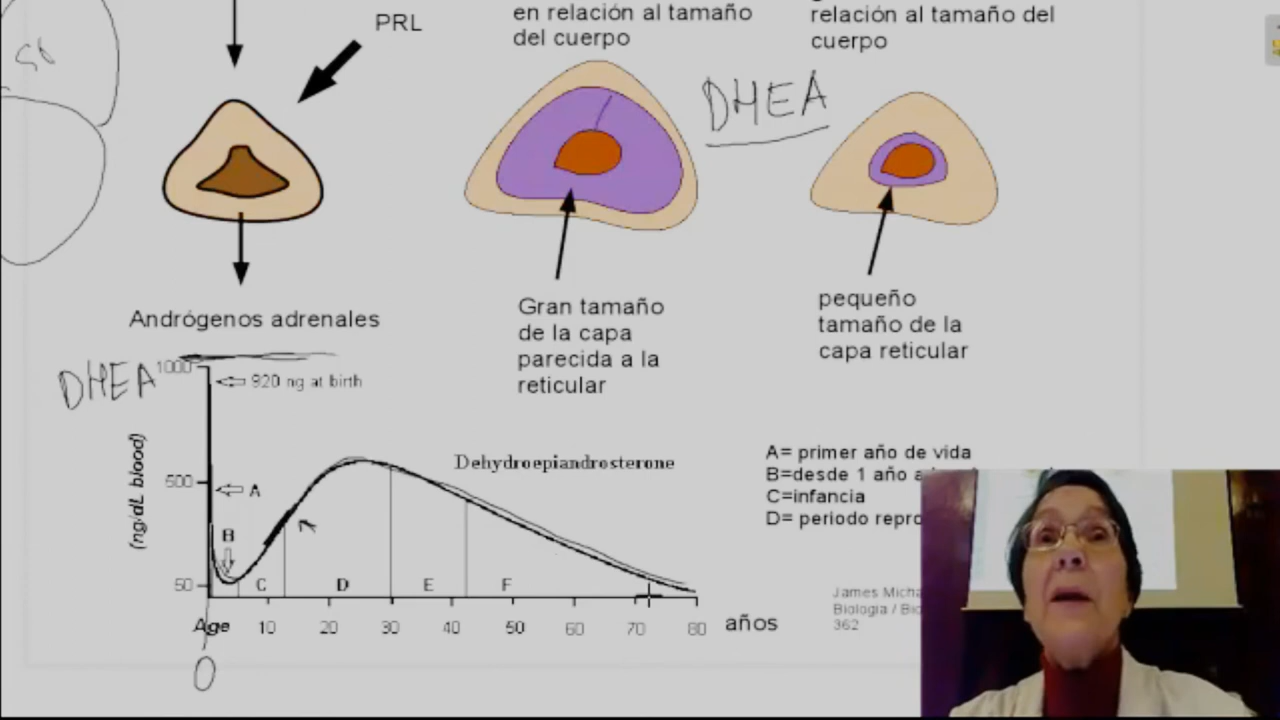 PRL
en relación al tamaño
del cuerpo
relación al tamaño del
cuerpo
DHEA
Andrógenos adrenales
Gran tamaño
de la capa
parecida a la
reticular
pequeño
tamaño de la
capa reticular
DHEA
1000
920 ng at birth
(ng/dL blood)
Dehydroepiandrosterone
500
A
B
50
C
D
E
F
Age
10
20
30
40
50
60
70
80
años
0
A= primer año de vida
B=desde 1 año a
C=infancia
D= periodo repro
James Micha
Biología / Bio
362